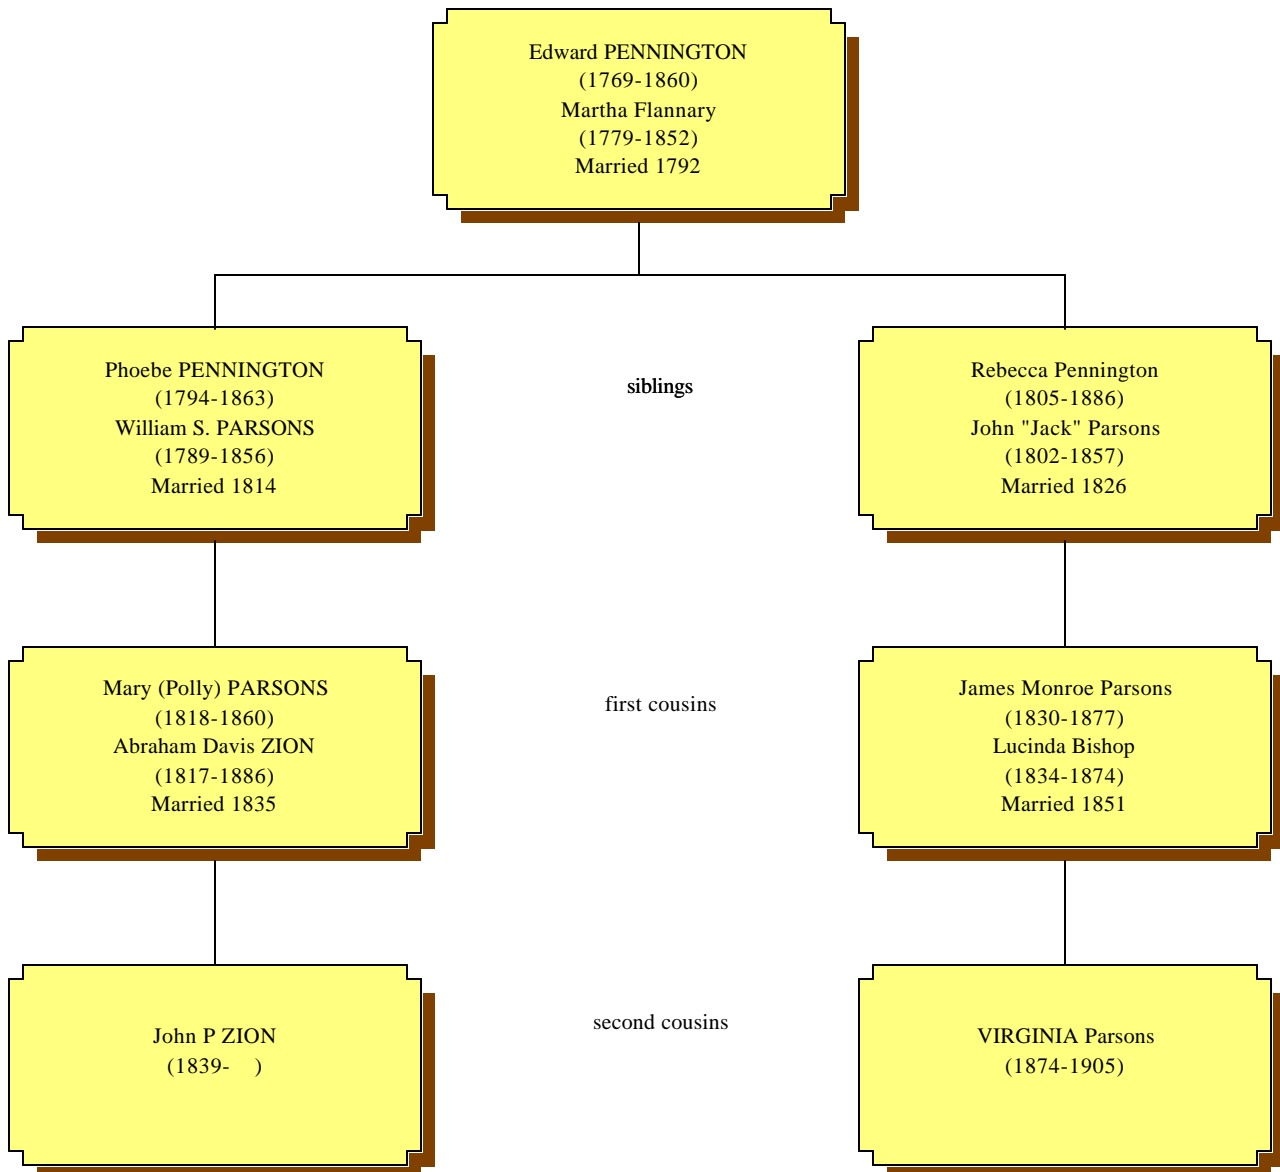 Edward PENNINGTON
(1769-1860)
Martha Flannary
(1779-1852)
Married 1792
Phoebe PENNINGTON
(1794-1863)
William S. PARSONS
(1789-1856)
Married 1814
siblings
Rebecca Pennington
(1805-1886)
John "Jack" Parsons
(1802-1857)
Married 1826
Mary (Polly) PARSONS
(1818-1860)
Abraham Davis ZION
(1817-1886)
Married 1835
first cousins
James Monroe Parsons
(1830-1877)
Lucinda Bishop
(1834-1874)
Married 1851
John P ZION
(1839-    )
second cousins
VIRGINIA Parsons
(1874-1905)